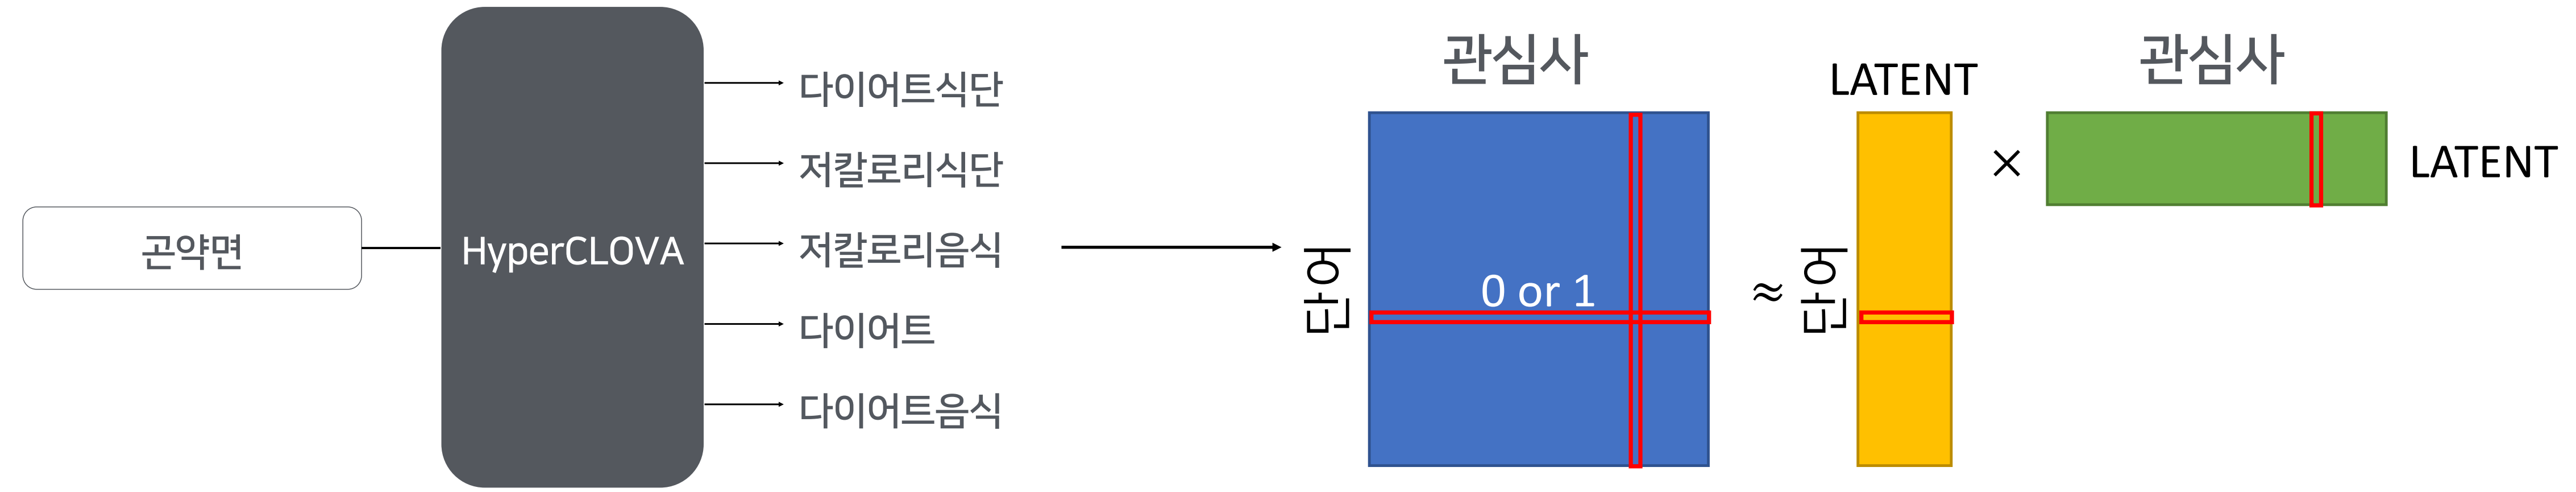 곤약면
HyperCLOVA
다이어트식단
저칼로리식단
저칼로리음식
다이어트
다이어트음식
관심사
단어
0 or 1
≈
LATENT
단어
×
관심사
LATENT